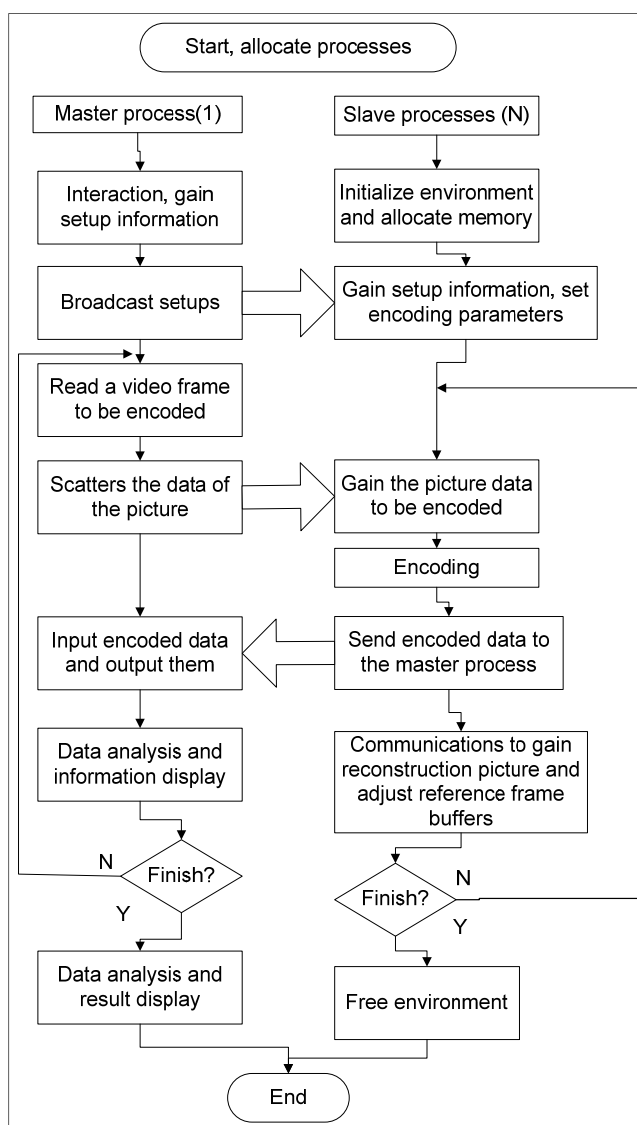 Start, allocate processes
Master process(1)
Slave processes (N)
Interaction, gain
setup information
Initialize environment
and allocate memory
Broadcast setups
Gain setup information, set
encoding parameters
Read a video frame
to be encoded
Scatters the data of
the picture
Gain the picture data
to be encoded
Encoding
Input encoded data
and output them
Send encoded data to
the master process
Data analysis and
information display
Communications to gain
reconstruction picture and
adjust reference frame
buffers
N
Finish?
Y
Finish?
N
Y
Data analysis and
result display
Free environment
End